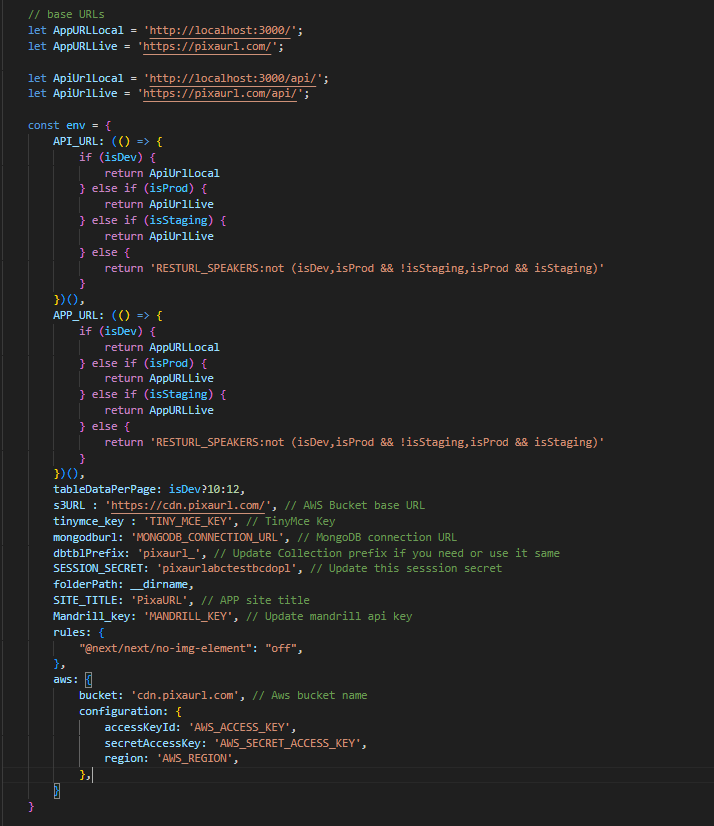 // base URLs
let AppURLLocal = 'http://localhost:3000/';
let AppURLLive = 'https://pixaurl.com/';
let ApiUrlLocal = 'http://localhost:3000/api/';
let ApiUrlLive = 'https://pixaurl.com/api/';
const env = {
API_URL: (() => {
if (isDev) {
return ApiUrlLocal
} else if (isProd) {
return ApiUrlLive
} else if (isStaging) {
return ApiUrlLive
} else {
return 'RESTURL_SPEAKERS:not (isDev,isProd && !isStaging,isProd && isStaging)'
}
})(),
APP_URL: (() => {
if (isDev) {
return AppURLLocal
} else if (isProd) {
return AppURLLive
} else if (isStaging) {
return AppURLLive
} else {
return 'RESTURL_SPEAKERS:not (isDev,isProd && !isStaging,isProd && isStaging)'
}
})(),
tableDataPerPage: isDev?10:12,
s3URL : 'https://cdn.pixaurl.com/', // AWS Bucket base URL
tinymce_key : 'TINY_MCE_KEY', // TinyMce Key
mongodburl: 'MONGODB_CONNECTION_URL', // MongoDB connection URL
dbtblPrefix: 'pixaurl_', // Update Collection prefix if you need or use it same
SESSION_SECRET: 'pixaurlabctestbcdopl', // Update this sesssion secret
folderPath: __dirname,
SITE_TITLE: 'PixaURL', // APP site title
Mandrill_key: 'MANDRILL_KEY', // Update mandrill api key
rules: {
"@next/next/no-img-element": "off",
},
aws: {
bucket: 'cdn.pixaurl.com', // Aws bucket name
configuration: {
accessKeyId: 'AWS_ACCESS_KEY',
secretAccessKey: 'AWS_SECRET_ACCESS_KEY',
region: 'AWS_REGION',
},
}
}